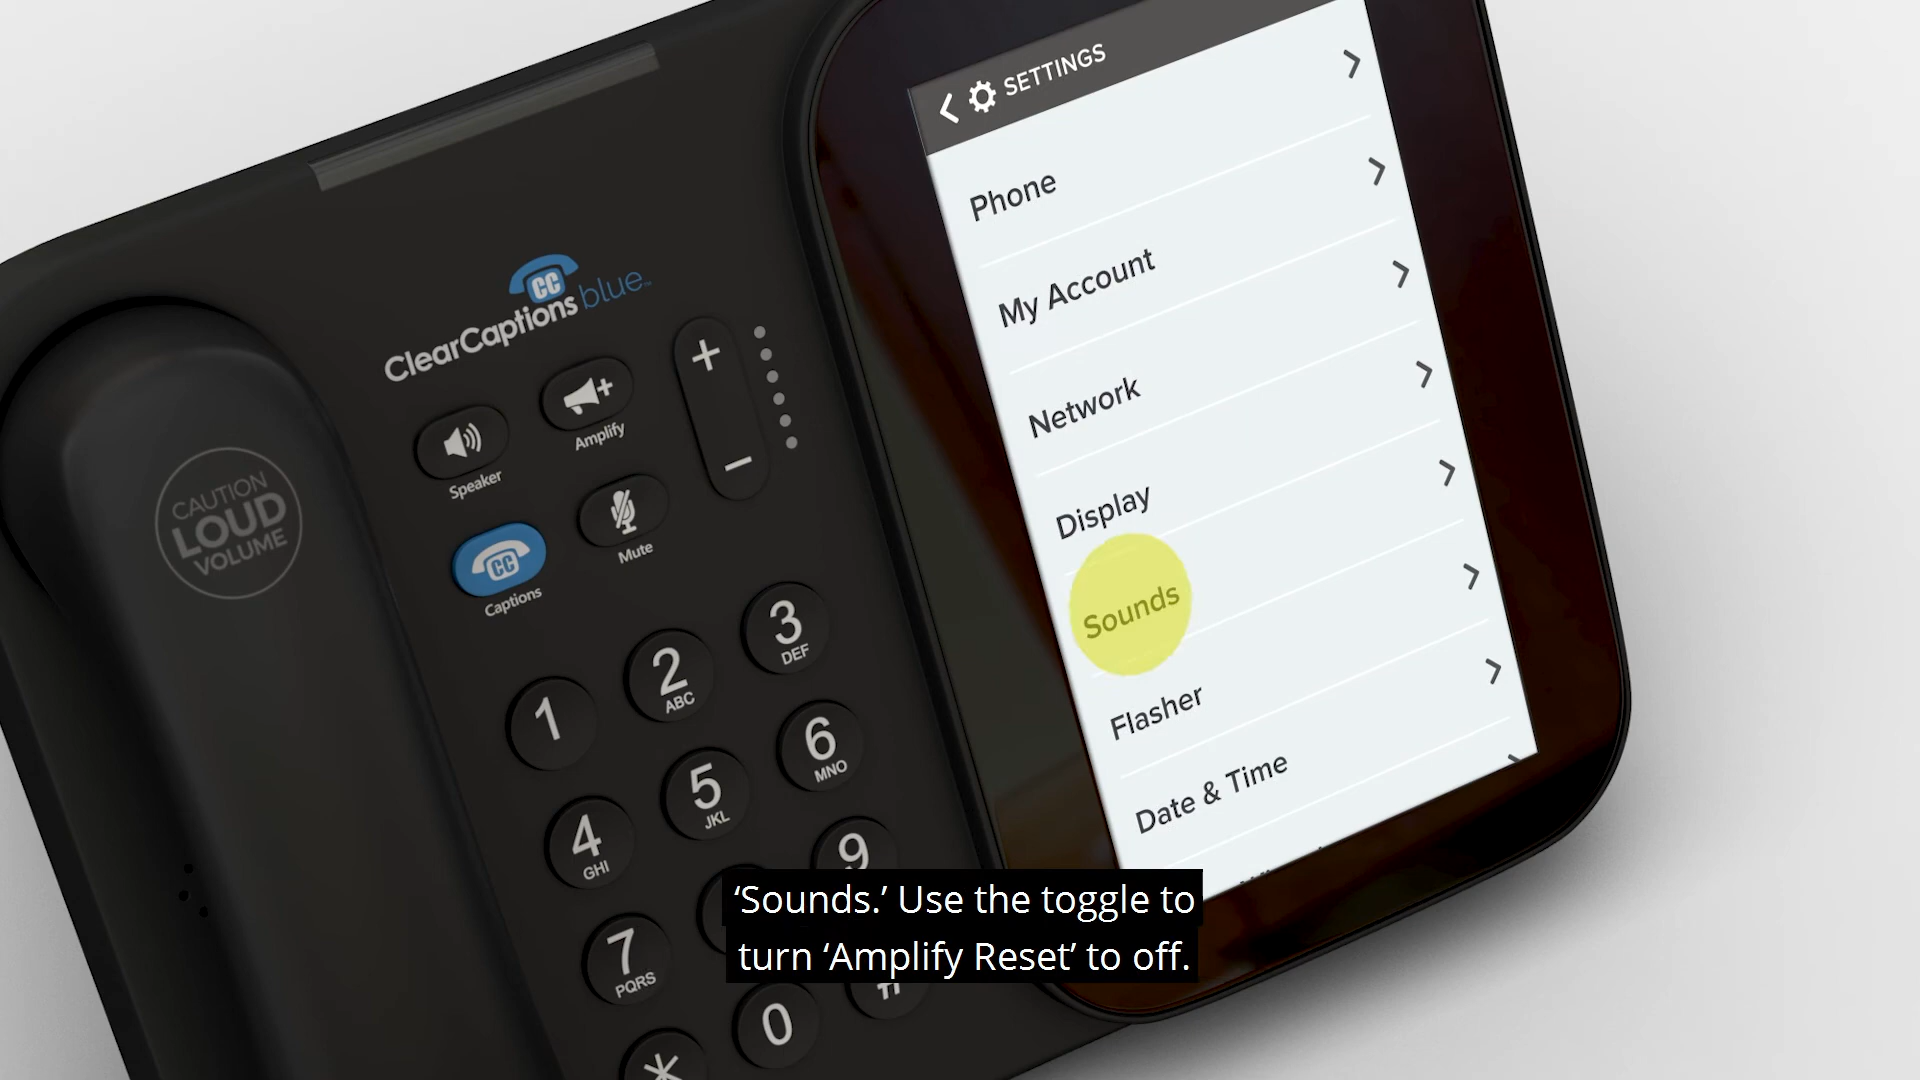 SETTINGS
Phone
My Account
Network
Display
Sounds
Flasher
Date & Time
CC
ClearCaptions blue™
Speaker
Amplify
+
−
CC
Captions
Mute
CAUTION
LOUD
VOLUME
1
2
ABC
3
DEF
4
GHI
5
JKL
6
MNO
7
PQRS
9
*
0
#
‘Sounds.’ Use the toggle to
turn ‘Amplify Reset’ to off.